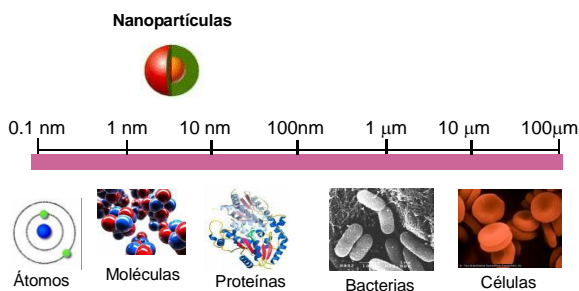 Nanopartículas
0.1 nm 1 nm 10 nm 100nm 1 μm 10 μm 100μm
Átomos Moléculas Proteínas Bacterias Células